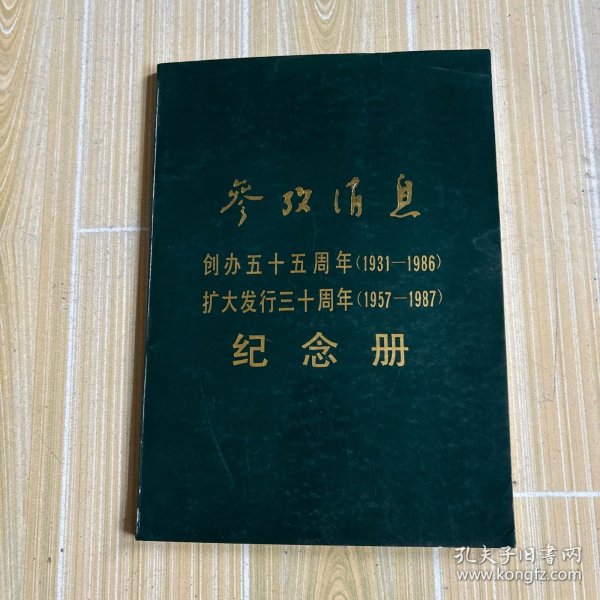 参攷消息
创办五十五周年(1931—1986)
扩大发行三十周年(1957—1987)
纪念册
孔夫子旧书网
www.kongfz.com